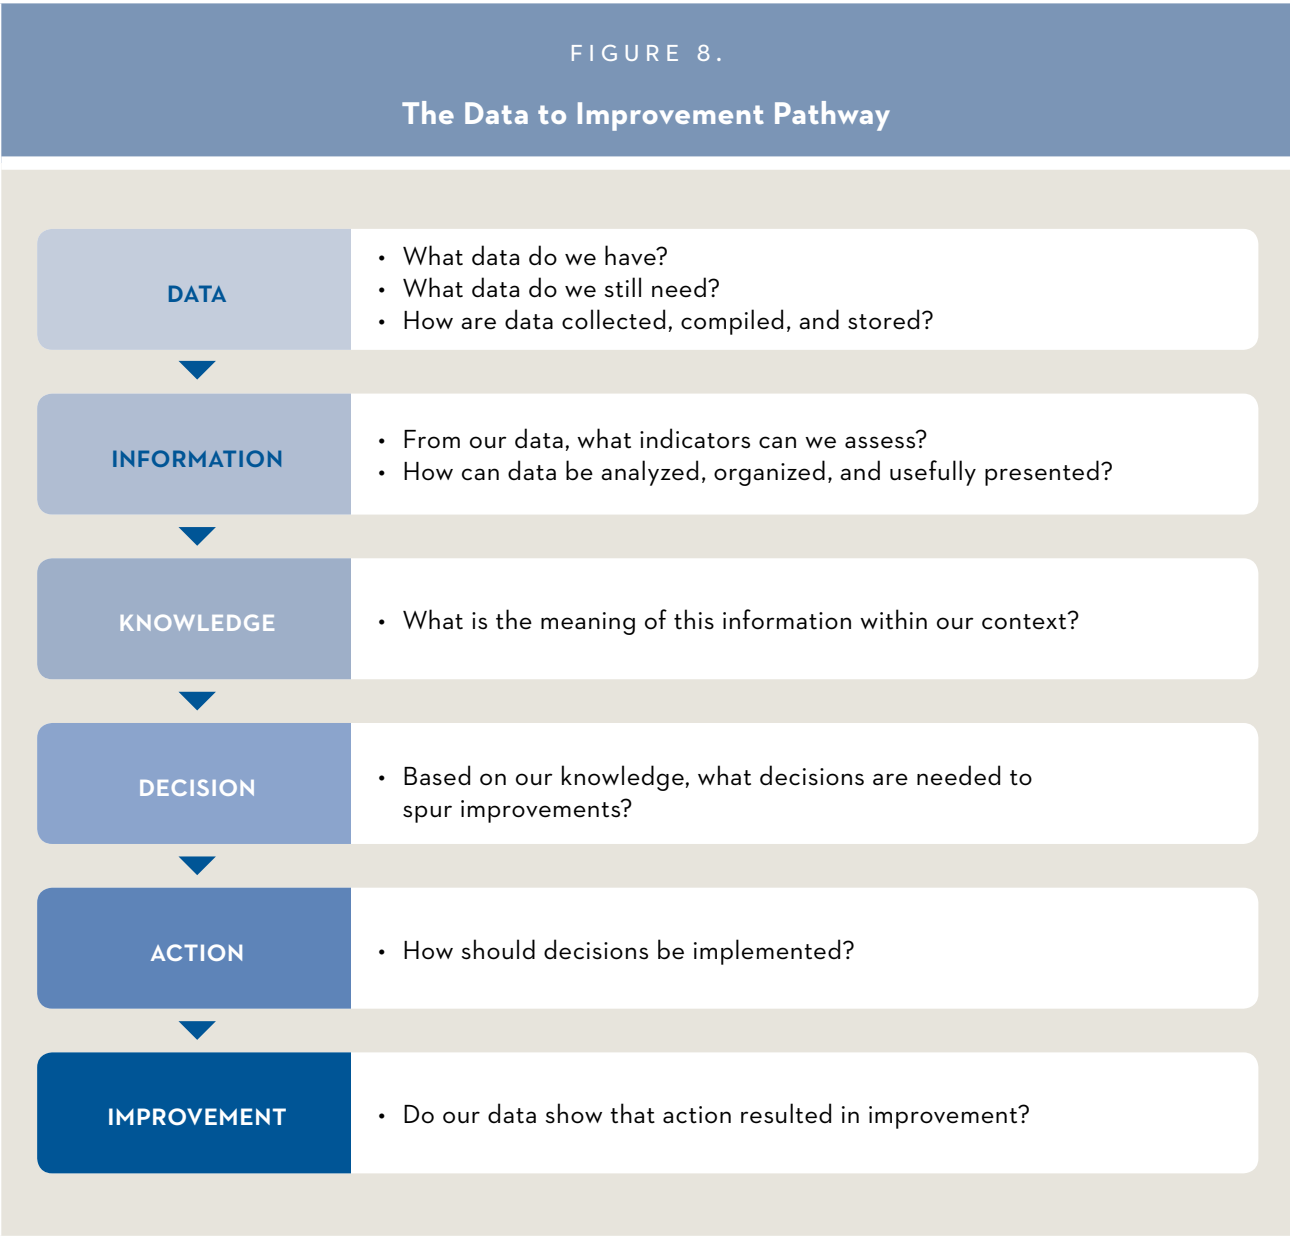 FIGURE 8.
The Data to Improvement Pathway
DATA
• What data do we have?
• What data do we still need?
• How are data collected, compiled, and stored?
INFORMATION
• From our data, what indicators can we assess?
• How can data be analyzed, organized, and usefully presented?
KNOWLEDGE
• What is the meaning of this information within our context?
DECISION
• Based on our knowledge, what decisions are needed to
spur improvements?
ACTION
• How should decisions be implemented?
IMPROVEMENT
• Do our data show that action resulted in improvement?